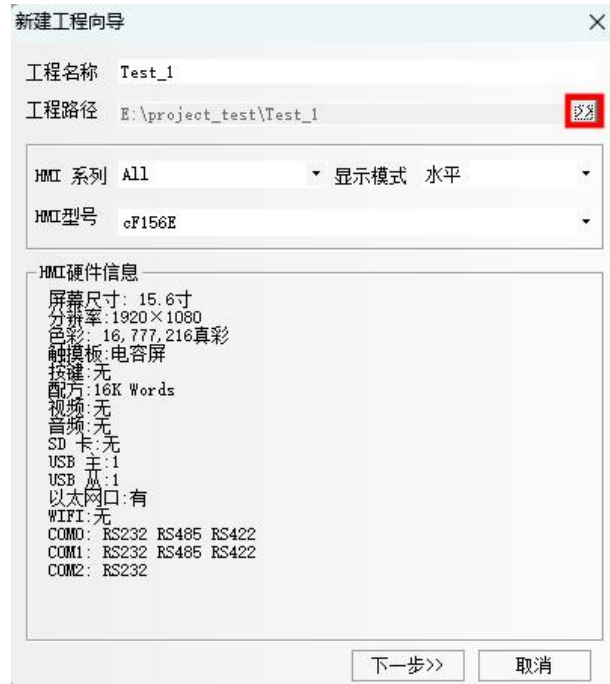 新建工程向导
工程名称 Test_1
工程路径 E:\project_test\Test_1
HMI 系列 All 显示模式 水平
HMI型号 cF156E
HMI硬件信息
屏幕尺寸: 15.6寸
分辨率:1920×1080
色彩: 16,777,216真彩
触摸板:电容屏
按键:无
配方:16K Words
视频:无
音频:无
SD 卡:无
USB 主:1
USB 从:1
以太网口:有
WIFI:无
COM0: RS232 RS485 RS422
COM1: RS232 RS485 RS422
COM2: RS232
下一步>> 取消